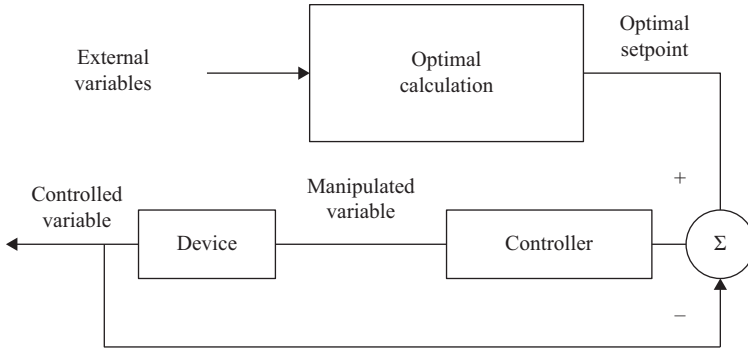 External
variables
Optimal
calculation
Optimal
setpoint
+
Controlled
variable
Device
Manipulated
variable
Controller
Σ
−